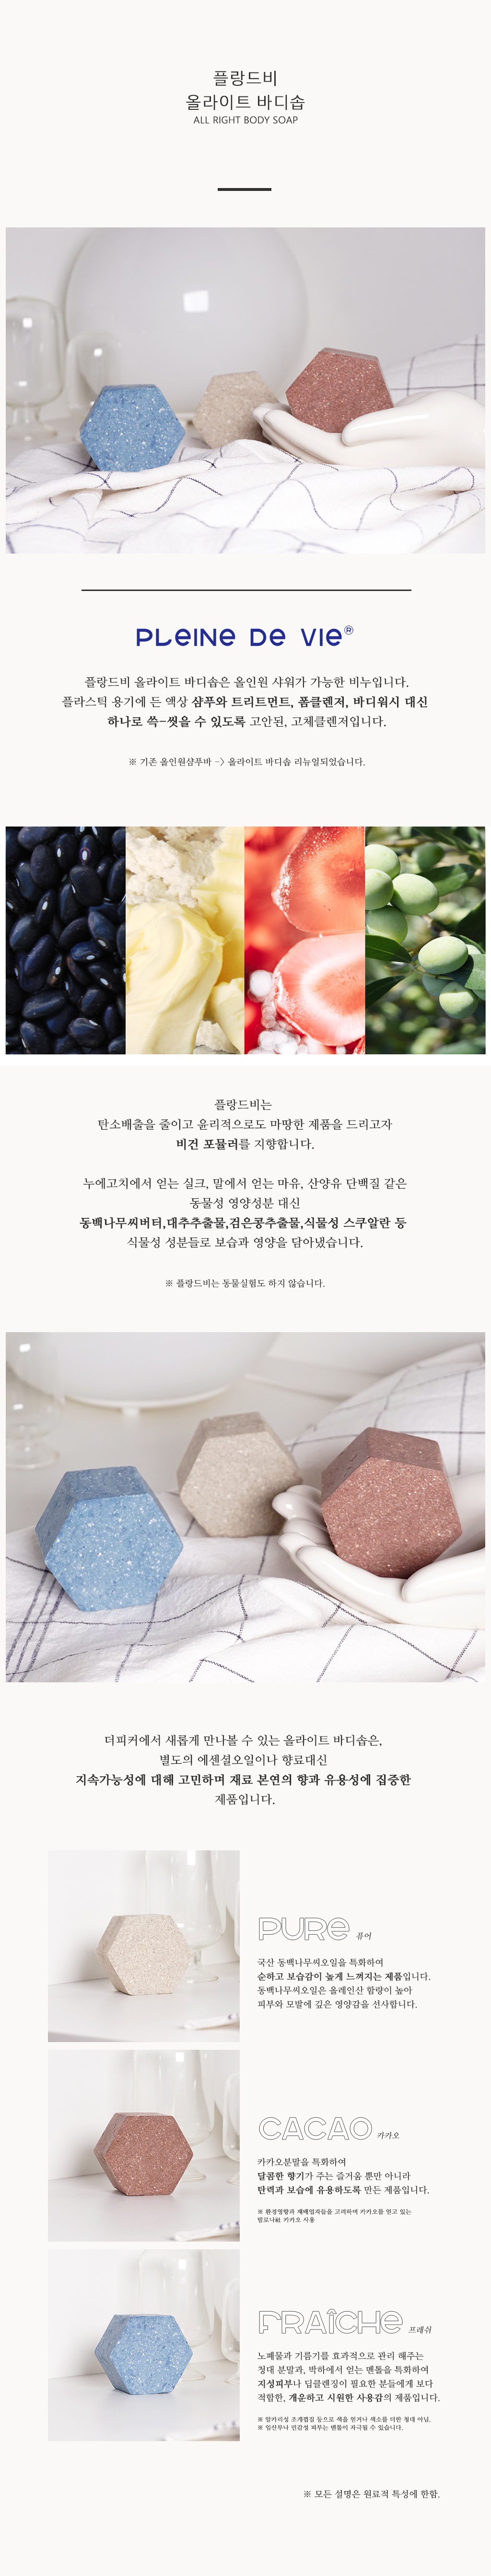 플랑드비
올라이트 바디솝
ALL RIGHT BODY SOAP
PLEINE DE VIE®
플랑드비 올라이트 바디솝은 올인원 샤워가 가능한 비누입니다.
플라스틱 용기에 든 액상 샴푸와 트리트먼트, 폼클렌저, 바디워시 대신
하나로 쓱-씻을 수 있도록 고안된, 고체클렌저입니다.
※ 기존 올인원샴푸바 -> 올라이트 바디솝 리뉴얼되었습니다.
플랑드비는
탄소배출을 줄이고 윤리적으로도 마땅한 제품을 드리고자
비건 포뮬러를 지향합니다.
누에고치에서 얻는 실크, 말에서 얻는 마유, 산양유 단백질 같은
동물성 영양성분 대신
동백나무씨버터,대추추출물,검은콩추출물,식물성 스쿠알란 등
식물성 성분들로 보습과 영양을 담아냈습니다.
※ 플랑드비는 동물실험도 하지 않습니다.
더피커에서 새롭게 만나볼 수 있는 올라이트 바디솝은,
별도의 에센셜오일이나 향료대신
지속가능성에 대해 고민하며 재료 본연의 향과 유용성에 집중한
제품입니다.
PURE 퓨어
국산 동백나무씨오일을 특화하여
순하고 보습감이 높게 느껴지는 제품입니다.
동백나무씨오일은 올레인산 함량이 높아
피부와 모발에 깊은 영양감을 선사합니다.
CACAO 카카오
카카오분말을 특화하여
달콤한 향기가 주는 즐거움 뿐만 아니라
탄력과 보습에 유용하도록 만든 제품입니다.
※ 환경영향과 재배업자들을 고려하며 카카오를 얻고 있는
발로나社 카카오 사용
FRAÎCHE 프레쉬
노폐물과 기름기를 효과적으로 관리 해주는
청대 분말과, 박하에서 얻는 멘톨을 특화하여
지성피부나 딥클렌징이 필요한 분들에게 보다
적합한, 개운하고 시원한 사용감의 제품입니다.
※ 알카리성 조개껍질 등으로 색을 얻거나 색소를 더한 청대 아님.
※ 임산부나 민감성 피부는 멘톨이 자극될 수 있습니다.
※ 모든 설명은 원료적 특성에 한함.